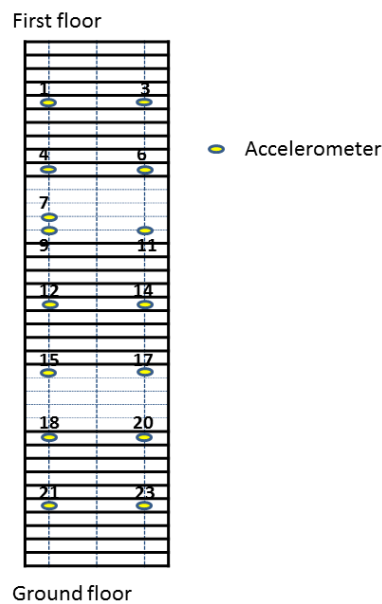 First floor
1 3
Accelerometer
4 6
7
9 11
12 14
15 17
18 20
21 23
Ground floor